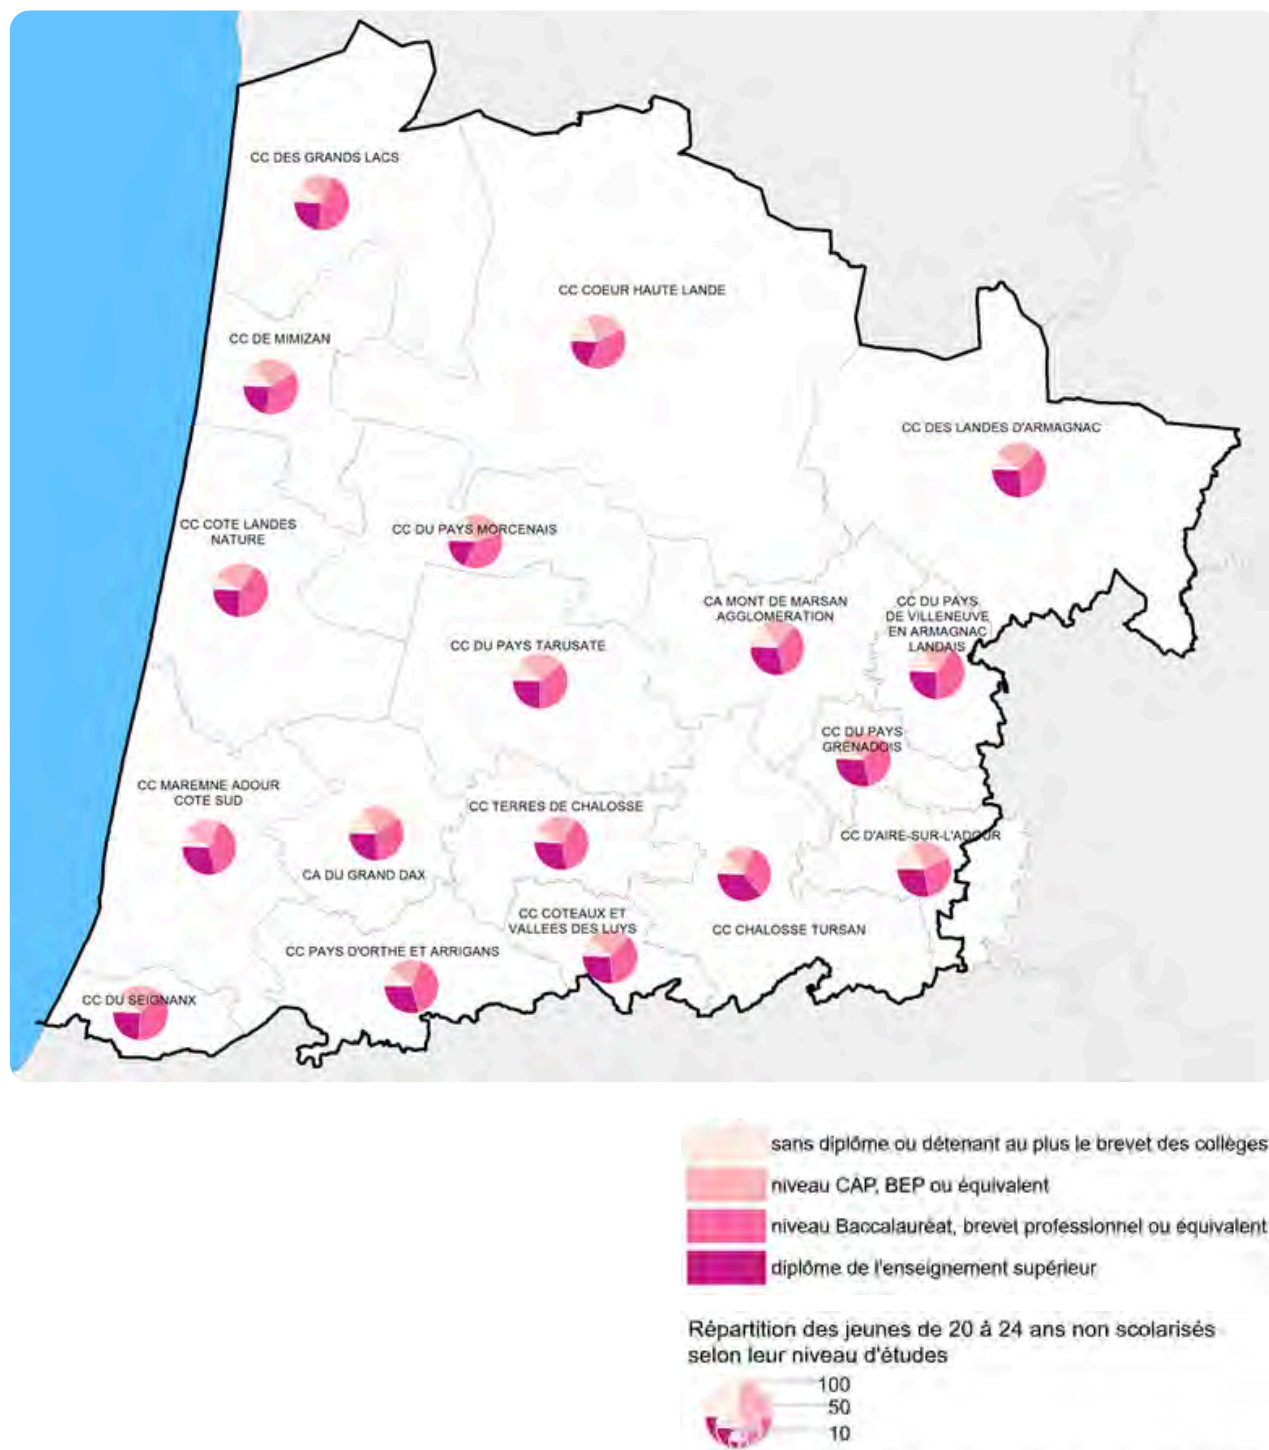 CC DES GRANDS LACS
CC COEUR HAUTE LANDE
CC DE MIMIZAN
CC DES LANDES D'ARMAGNAC
CC COTE LANDES
NATURE
CC DU PAYS MORCENAIS
CA MONT DE MARSAN
AGGLOMERATION
CC DU PAYS
DE VILLENEUVE
EN ARMAGNAC
LANDAIS
CC DU PAYS TARUSATE
CC DU PAYS
GRENADOIS
CC MAREMNE ADOUR
COTE SUD
CC TERRES DE CHALOSSE
CC D'AIRE-SUR-L'ADOUR
CA DU GRAND DAX
CC COTEAUX ET
VALLEES DES LUYS
CC CHALOSSE TURSAN
CC PAYS D'ORTHE ET ARRIGANS
CC DU SEIGNANX
sans diplôme ou détenant au plus le brevet des collèges
niveau CAP, BEP ou équivalent
niveau Baccalauréat, brevet professionnel ou équivalent
diplôme de l'enseignement supérieur
Répartition des jeunes de 20 à 24 ans non scolarisés
selon leur niveau d'études
100
50
10